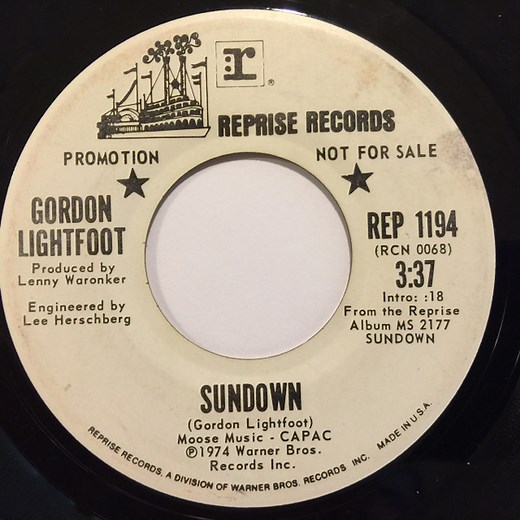 r
®
REPRISE RECORDS
PROMOTION
NOT FOR SALE
GORDON
LIGHTFOOT
Produced by
Lenny Waronker
Engineered by
Lee Herschberg
REP 1194
(RCN 0068)
3:37
Intro: :18
From the Reprise
Album MS 2177
SUNDOWN
SUNDOWN
(Gordon Lightfoot)
Moose Music - CAPAC
℗1974 Warner Bros.
Records Inc.
REPRISE RECORDS, A DIVISION OF WARNER BROS. RECORDS INC. MADE IN U.S.A.